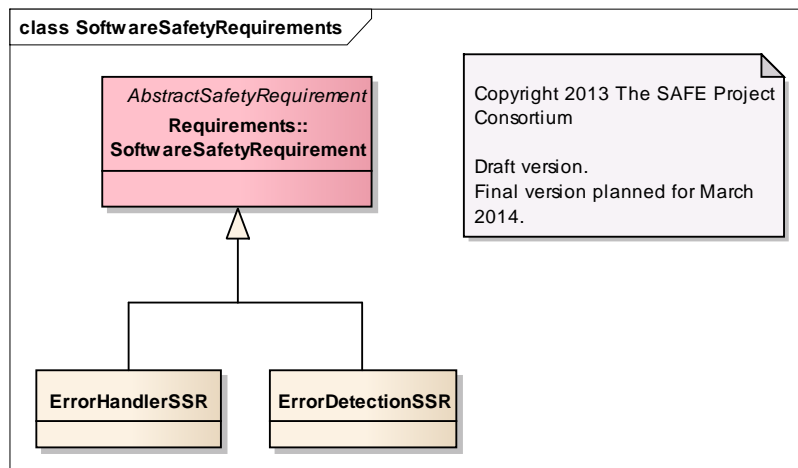 class SoftwareSafetyRequirements
AbstractSafetyRequirement
Requirements::
SoftwareSafetyRequirement
Copyright 2013 The SAFE Project
Consortium
Draft version.
Final version planned for March
2014.
ErrorHandlerSSR
ErrorDetectionSSR